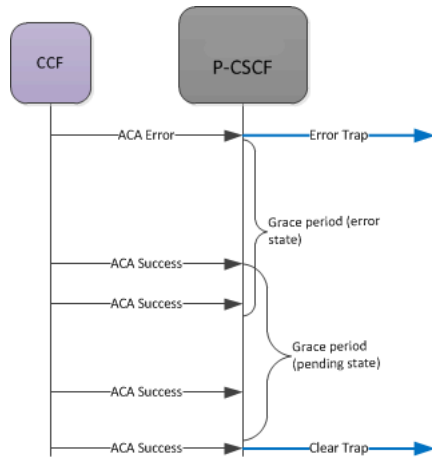 CCF
P-CSCF
ACA Error
Error Trap
Grace period (error
state)
ACA Success
ACA Success
Grace period
(pending state)
ACA Success
ACA Success
Clear Trap